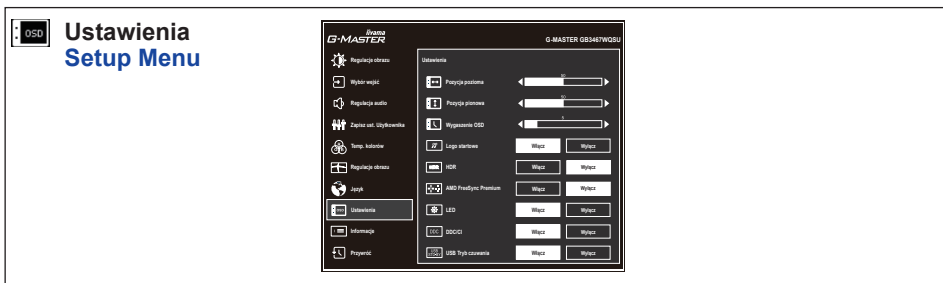 OSD
Ustawienia
Setup Menu
iiyama
G-MASTER
G-MASTER GB3467WQSU
Regulacja obrazu
Wybór wejść
Regulacja audio
Zapisz ust. Użytkownika
Temp. kolorów
Regulacje obrazu
Język
OSD Ustawienia
Informacje
Przywróć
Ustawienia
Pozycja pozioma 50
Pozycja pionowa 50
Wygaszenie OSD
Logo startowe Włącz Wyłącz
HDR HDR Włącz Wyłącz
AMD FreeSync Premium Włącz Wyłącz
LED Włącz Wyłącz
DDC DDC/CI Włącz Wyłącz
USB Tryb czuwania Włącz Wyłącz